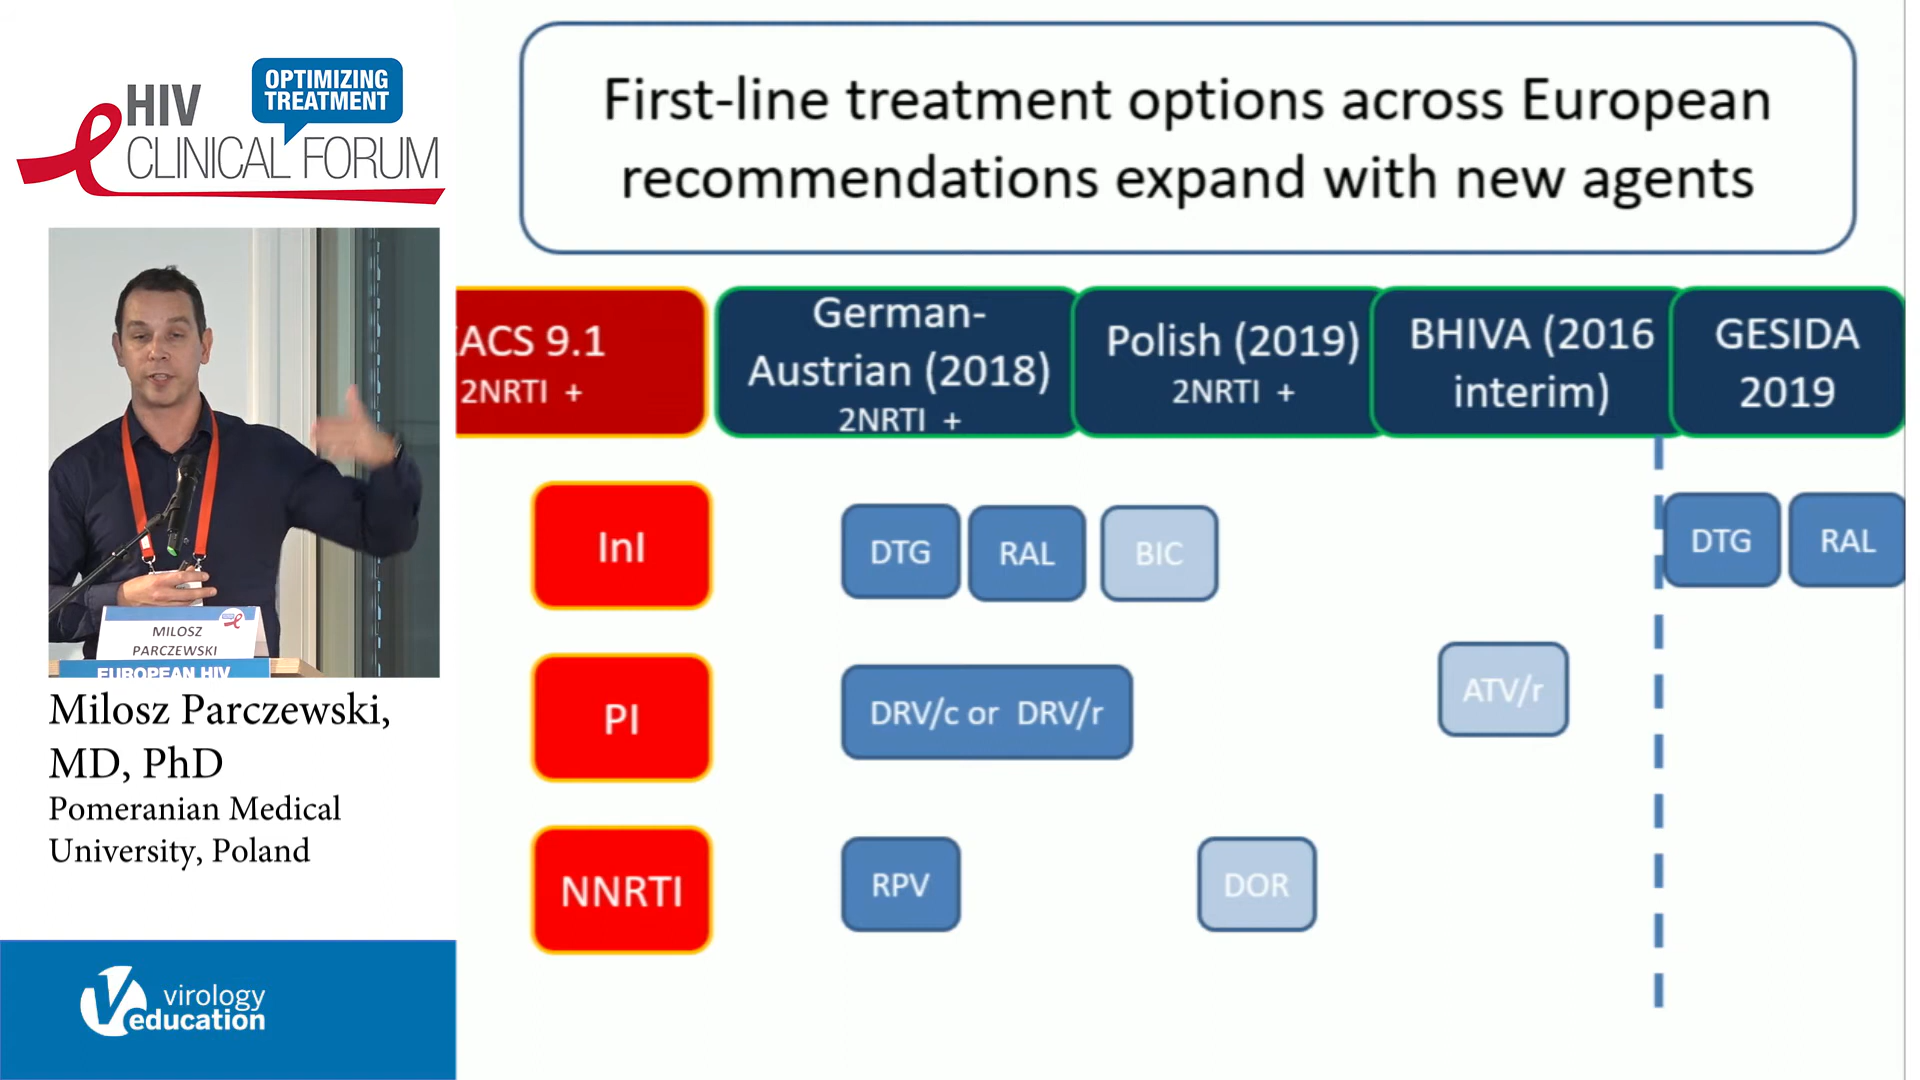 HIV
OPTIMIZING
TREATMENT
CLINICAL FORUM
MILOSZ
PARCZEWSKI
EUROPEAN HIV
Milosz Parczewski,
MD, PhD
Pomeranian Medical
University, Poland
virology
education
First-line treatment options across European
recommendations expand with new agents
ACS 9.1
2NRTI +
German-
Austrian (2018)
2NRTI +
Polish (2019)
2NRTI +
BHIVA (2016
interim)
GESIDA
2019
InI
DTG
RAL
BIC
DTG
RAL
PI
DRV/c or DRV/r
ATV/r
NNRTI
RPV
DOR